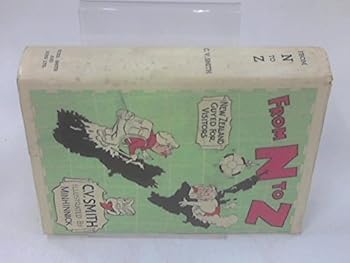 FROM
N
TO
Z
C.V. SMITH
FROM N TO Z
NEW ZEALAND
GUYED FOR
VISITORS
C.V. SMITH
ILLUSTRATED BY
MINHINNICK